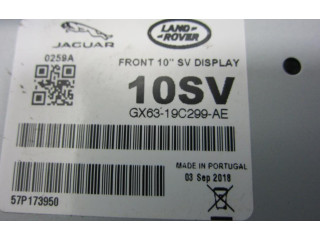 JAGUAR
LAND
ROVER
0259A
FRONT 10" SV DISPLAY
10SV
GX63-19C299-AE
MADE IN PORTUGAL
03 Sep 2018
57P173950